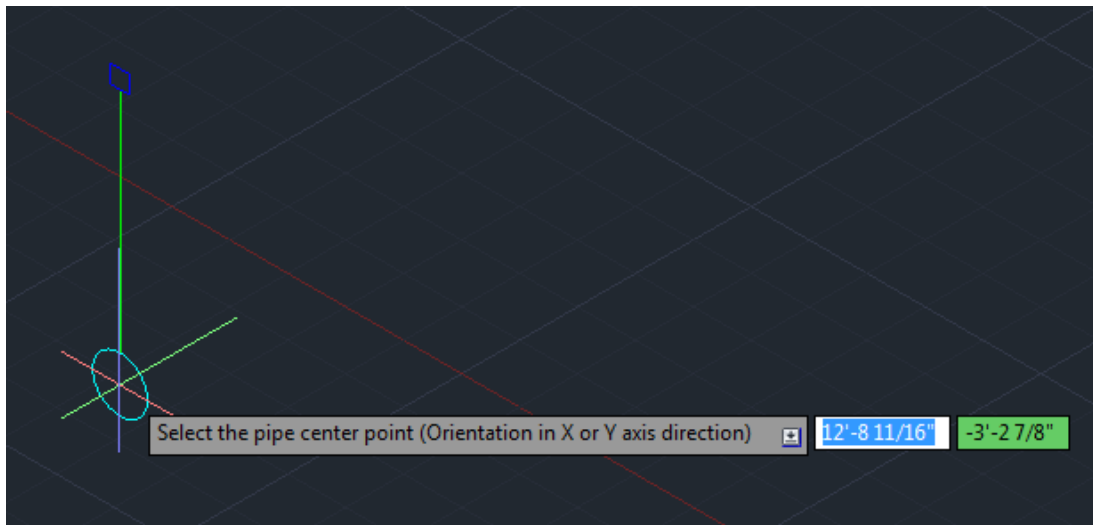 Select the pipe center point (Orientation in X or Y axis direction) 12'-8 11/16" -3'-2 7/8"